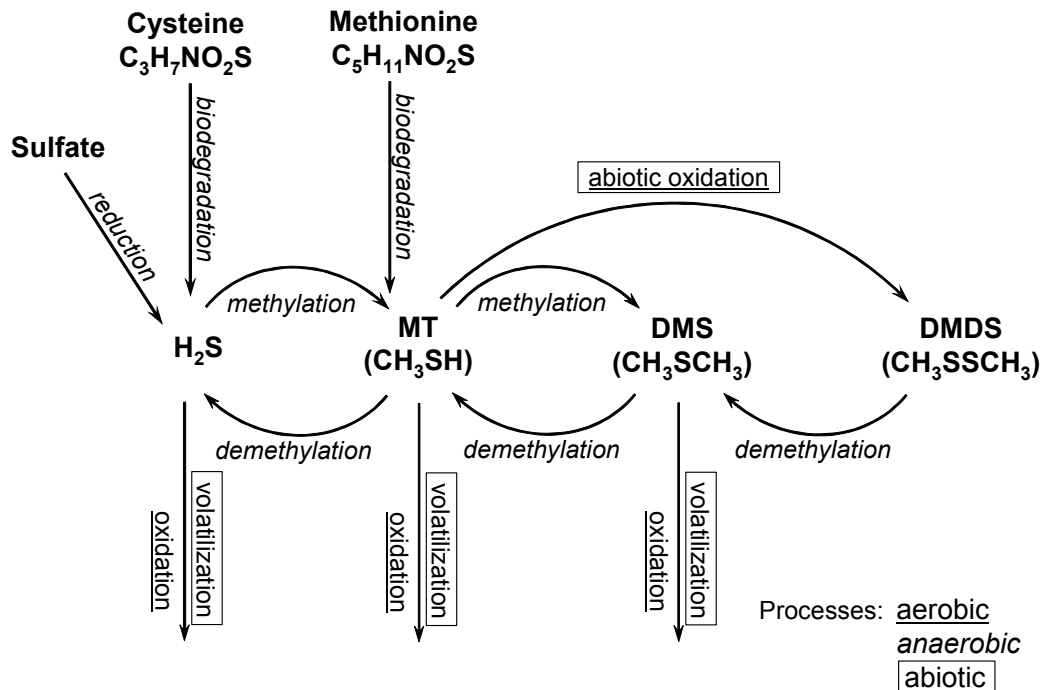 Cysteine
C₃H₇NO₂S
Methionine
C₅H₁₁NO₂S
Sulfate
reduction
biodegradation
biodegradation
abiotic oxidation
methylation
methylation
H₂S
MT
(CH₃SH)
DMS
(CH₃SCH₃)
DMDS
(CH₃SSCH₃)
demethylation
demethylation
demethylation
oxidation
volatilization
oxidation
volatilization
oxidation
volatilization
Processes: aerobic
anaerobic
abiotic